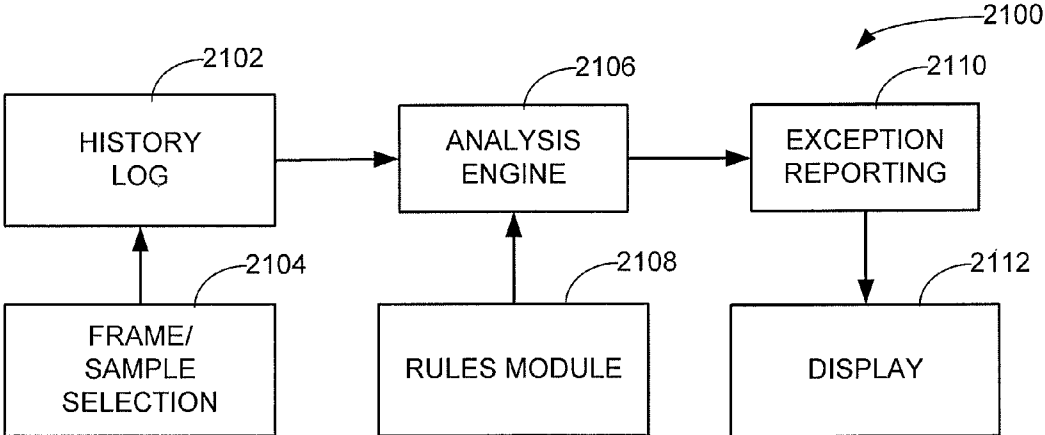 2100
2102
HISTORY
LOG
2106
ANALYSIS
ENGINE
2110
EXCEPTION
REPORTING
2104
FRAME/
SAMPLE
SELECTION
2108
RULES MODULE
2112
DISPLAY